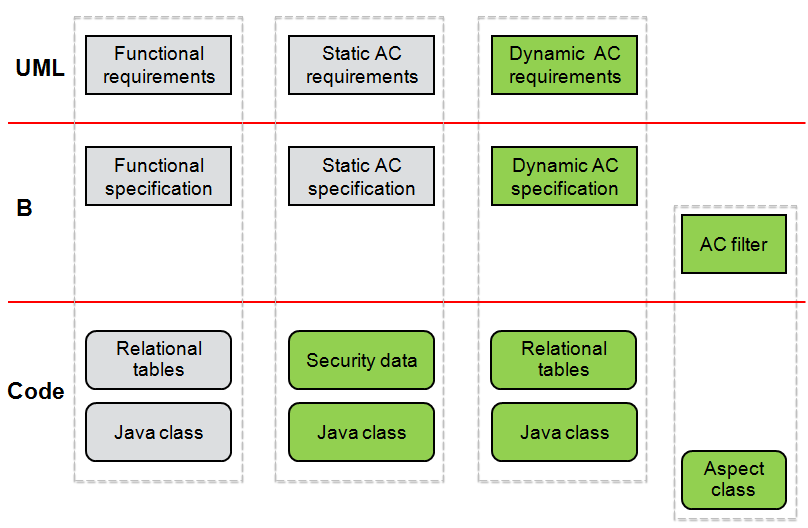 UML
Functional
requirements
Static AC
requirements
Dynamic AC
requirements
B
Functional
specification
Static AC
specification
Dynamic AC
specification
AC filter
Code
Relational
tables
Security data
Relational
tables
Java class
Java class
Java class
Aspect
class